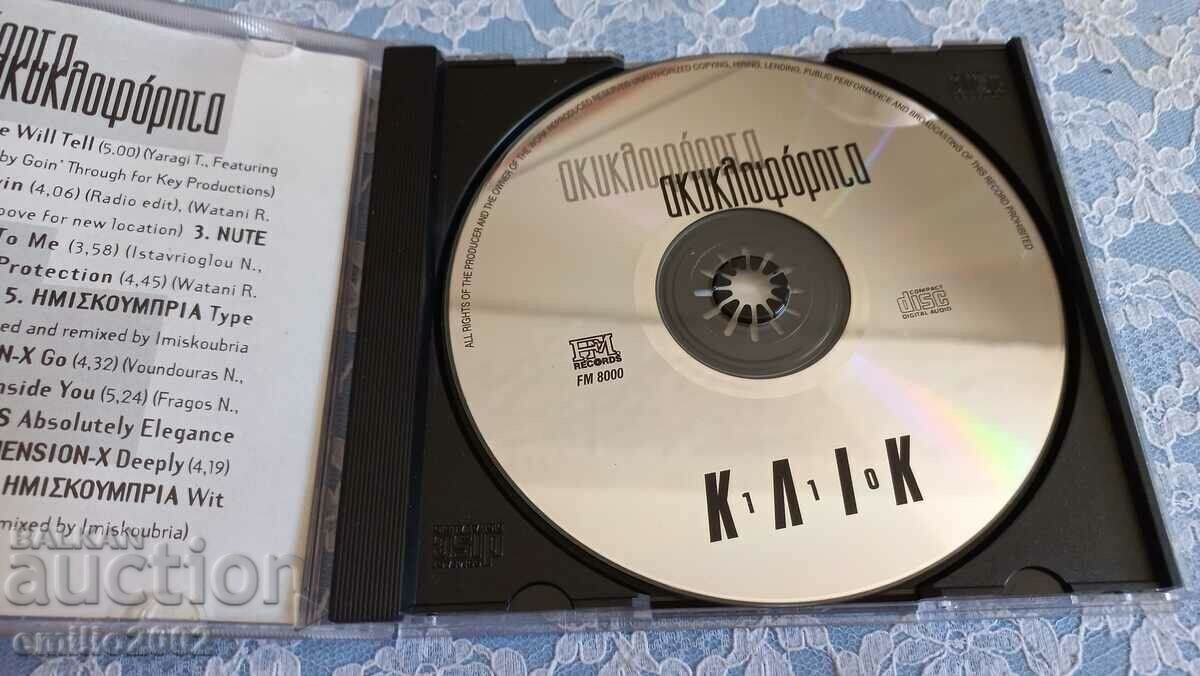 ακυκλοφόρητα
e Will Tell (5.00) (Yaragi T., Featuring
by Goin' Through for Key Productions)
in (4,06) (Radio edit), (Watani R.
oove for new location) 3. NUTE
To Me (3,58) (Istavrioglou N.,
Protection (4,45) (Watani R.
5. ΗΜΙΣΚΟΥΜΠΡΙΑ Type
ed and remixed by Imiskoubria
N-X Go (4,32) (Voundouras N.,
nside You (5,24) (Fragos N.,
S Absolutely Elegance
MENSION-X Deeply (4,19)
ΗΜΙΣΚΟΥΜΠΡΙΑ Wit
mixed by Imiskoubria)
BALKAN
auction
emilio2002
ALL RIGHTS OF THE PRODUCER AND THE OWNER OF THE WORK REPRODUCED RESERVED UNAUTHORIZED COPYING, HIRING, LENDING, PUBLIC PERFORMANCE AND BROADCASTING OF THIS RECORD PROHIBITED
ακυκλοφόρητα
ακυκλοφόρητα
FM
RECORDS
FM 8000
COMPACT
disc
DIGITAL AUDIO
Κ 1 Λ 1 Ι 0 Κ